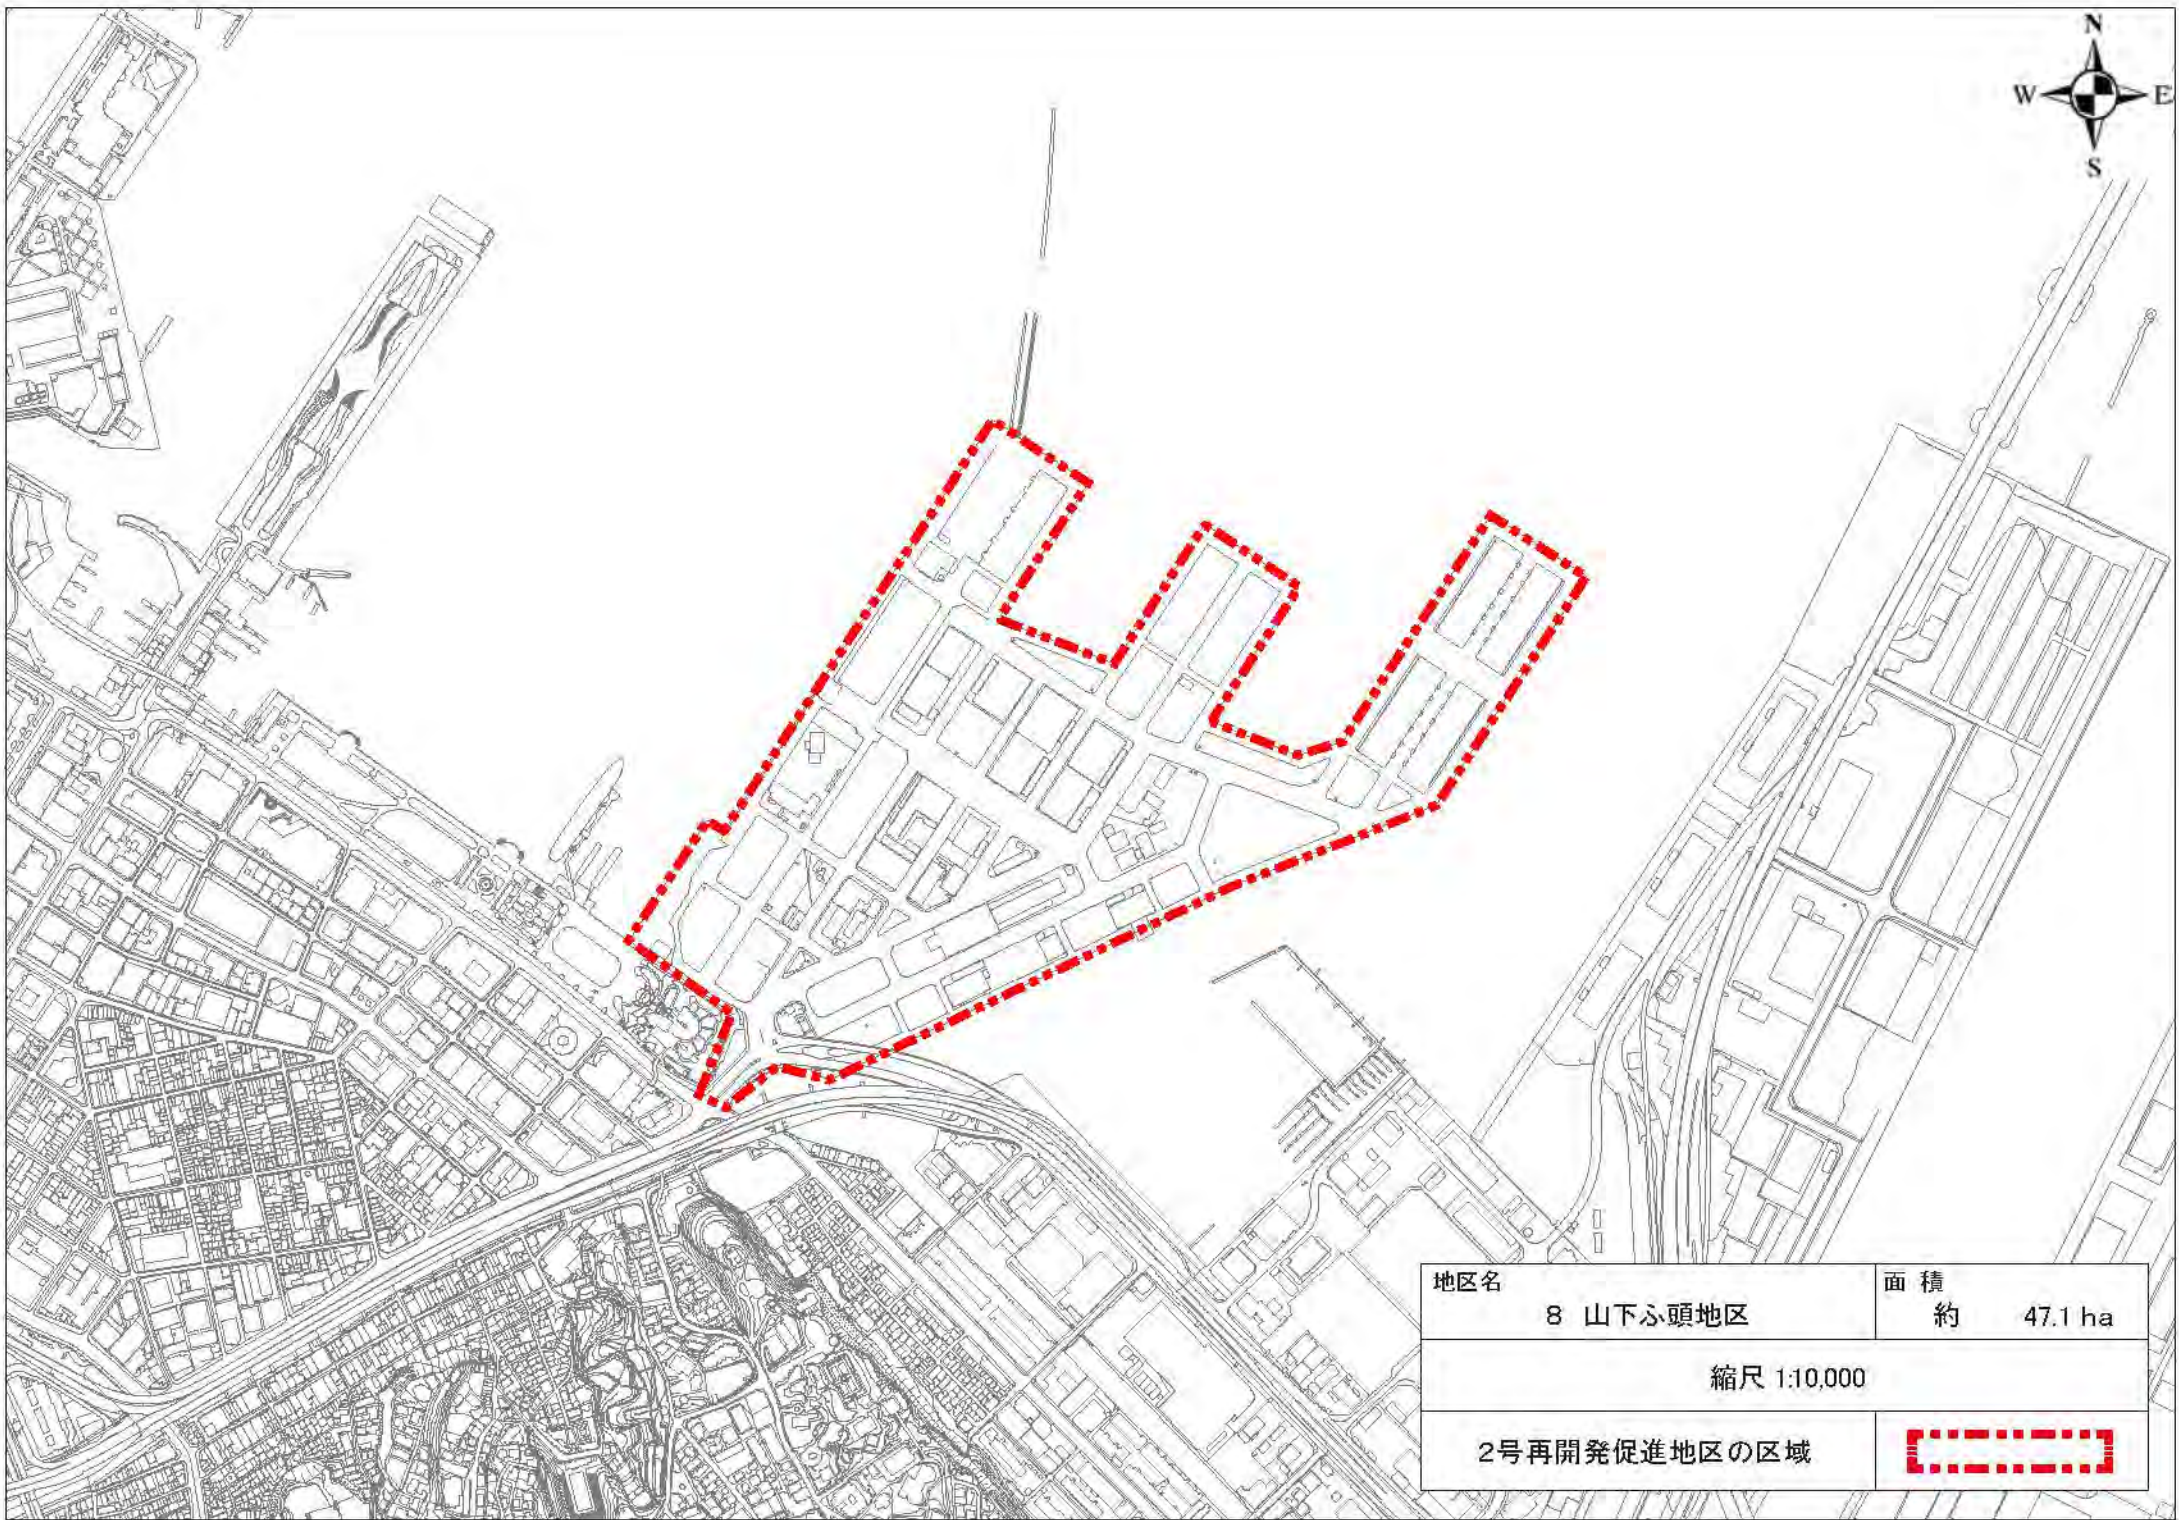 N
W E
S
地区名
8 山下ふ頭地区
面 積
約 47.1 ha
縮尺 1:10,000
2号再開発促進地区の区域